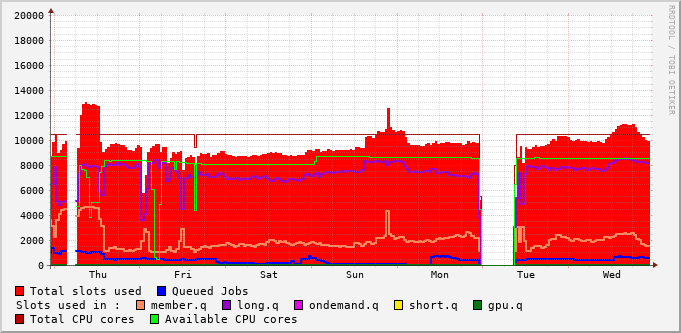 20000
18000
16000
14000
12000
10000
8000
6000
4000
2000
0
Thu Fri Sat Sun Mon Tue Wed
RRDTOOL / TOBI OETIKER
Total slots used Queued Jobs
Slots used in : member.q long.q ondemand.q short.q gpu.q
Total CPU cores Available CPU cores